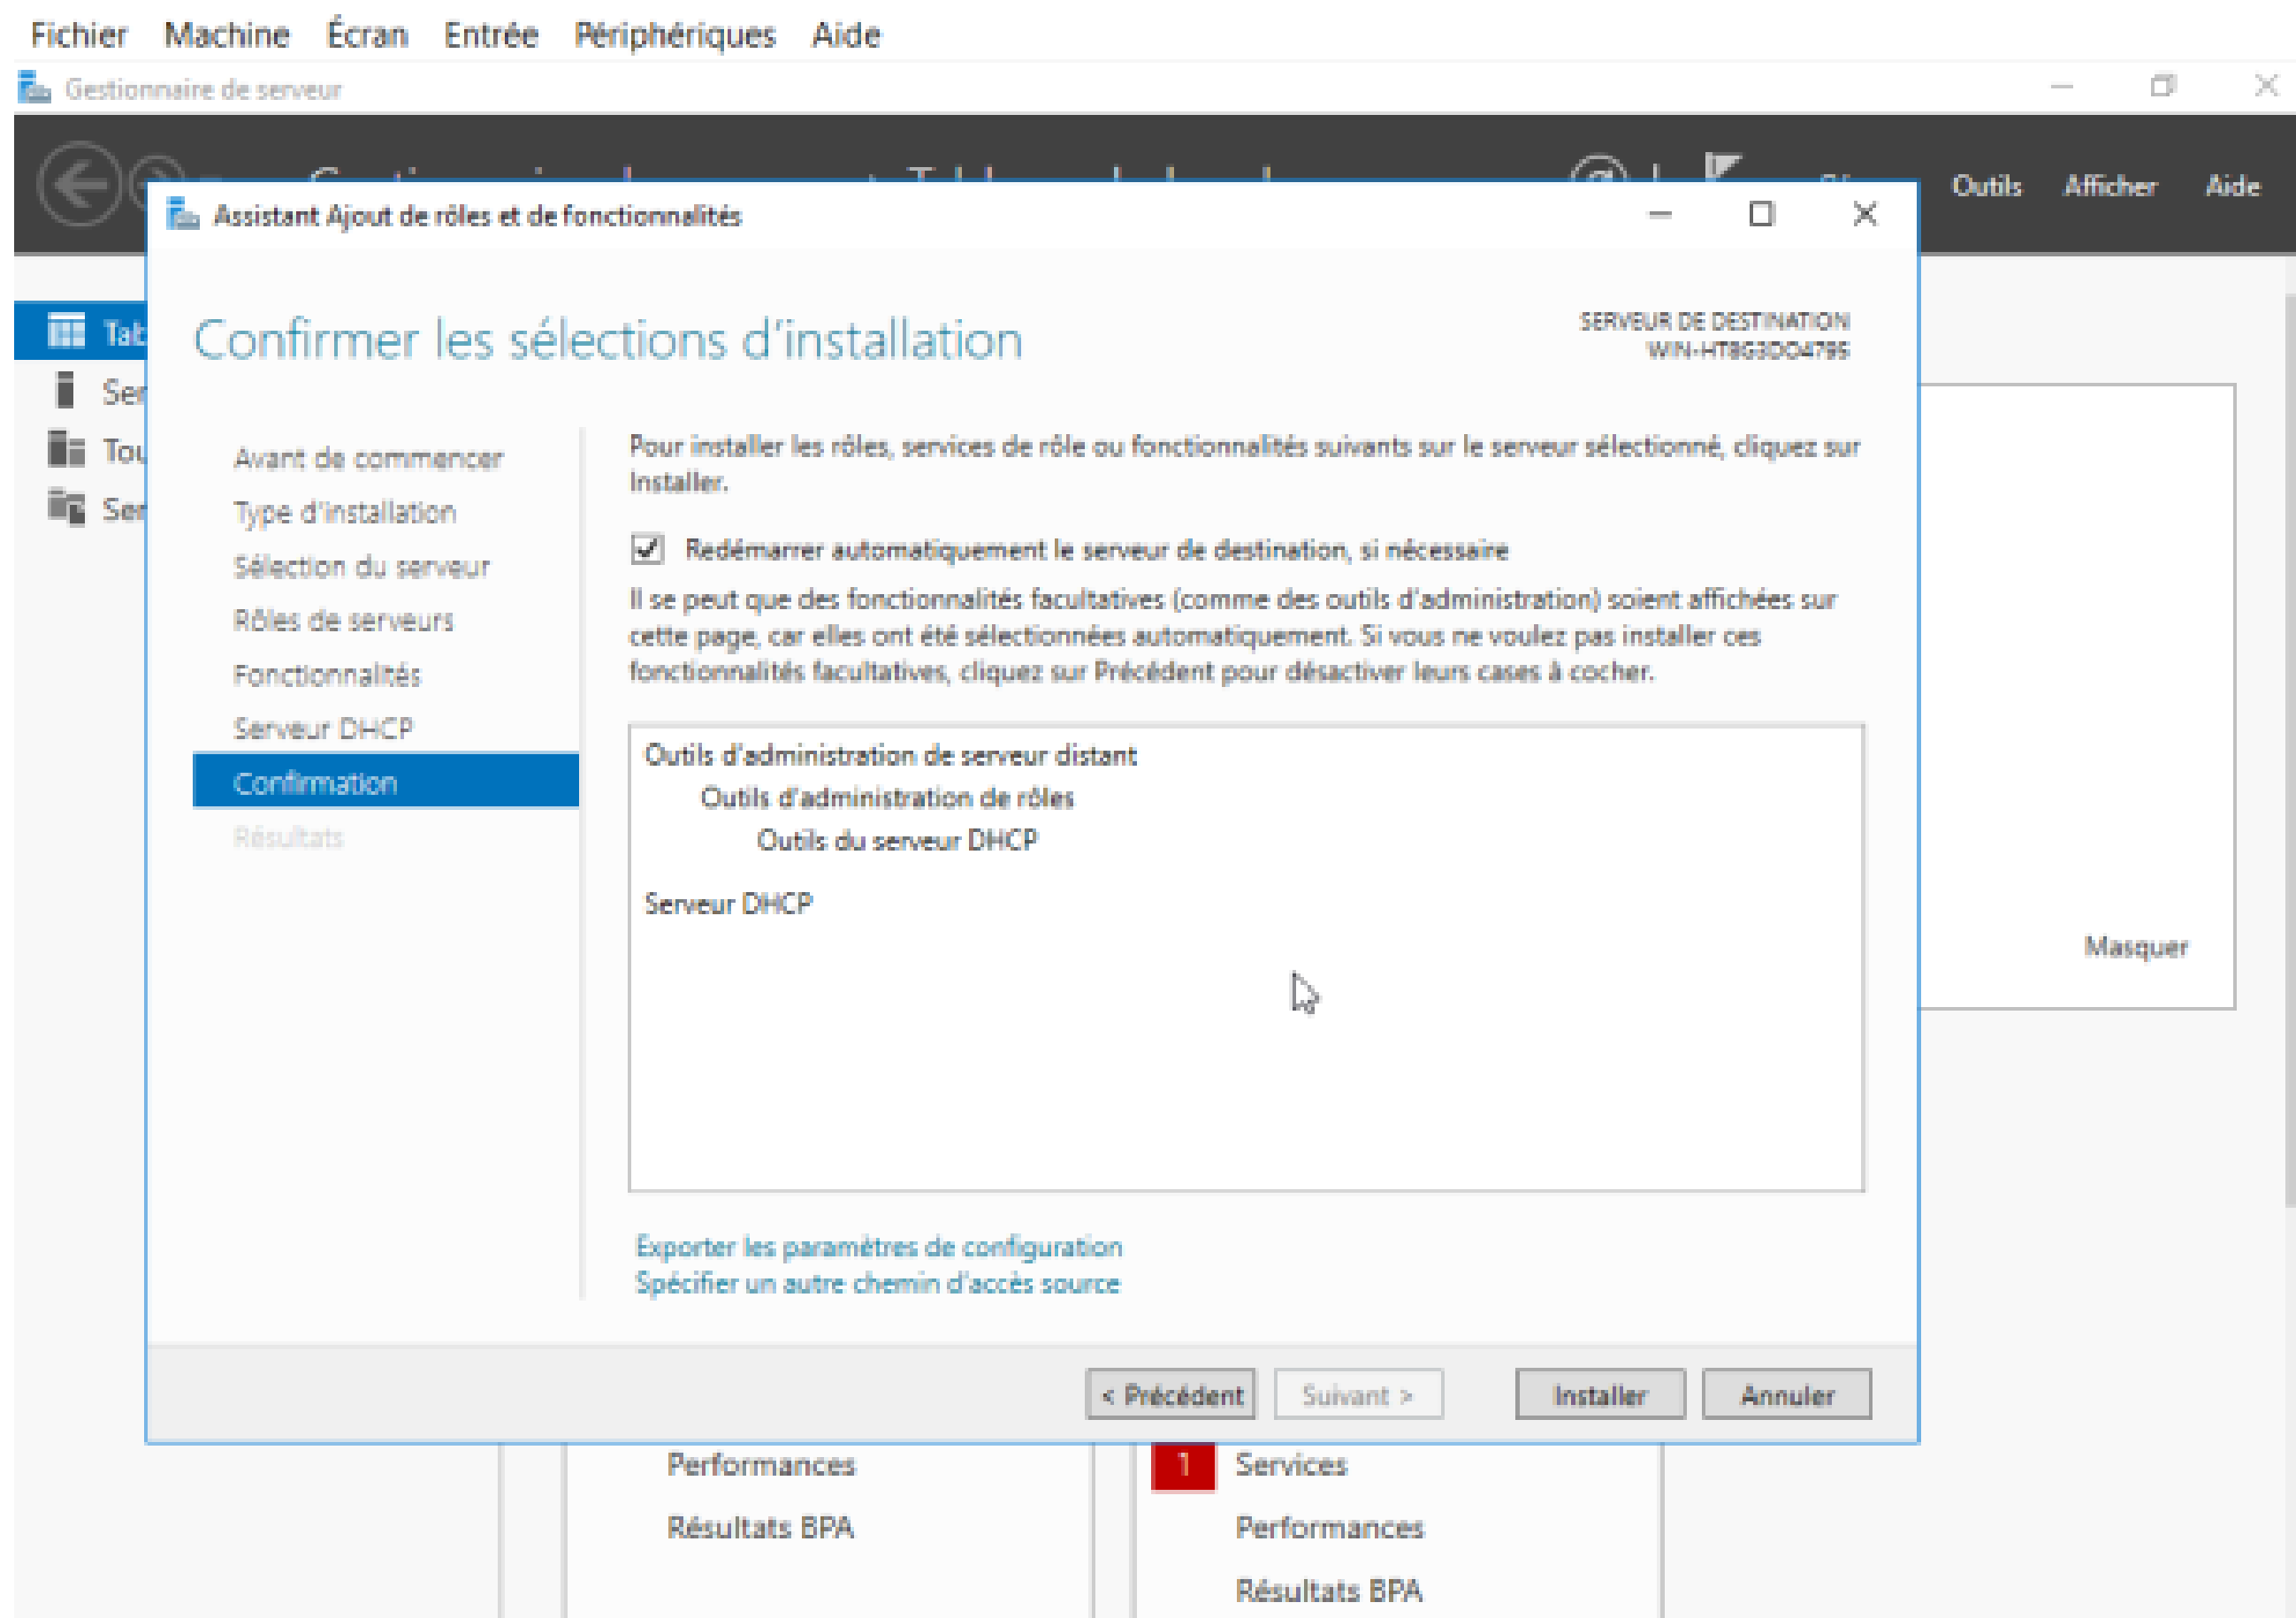 Fichier Machine Écran Entrée Périphériques Aide
Gestionnaire de serveur
Outils Afficher Aide
Assistant Ajout de rôles et de fonctionnalités
Confirmer les sélections d'installation
SERVEUR DE DESTINATION
Avant de commencer
Type d'installation
Sélection du serveur
Rôles de serveurs
Fonctionnalités
Serveur DHCP
Confirmation
Résultats
Pour installer les rôles, services de rôle ou fonctionnalités suivants sur le serveur sélectionné, cliquez sur
Installer.
Redémarrer automatiquement le serveur de destination, si nécessaire
Il se peut que des fonctionnalités facultatives (comme des outils d'administration) soient affichées sur
cette page, car elles ont été sélectionnées automatiquement. Si vous ne voulez pas installer ces
fonctionnalités facultatives, cliquez sur Précédent pour désactiver leurs cases à cocher.
Outils d'administration de serveur distant
Outils d'administration de rôles
Outils du serveur DHCP
Serveur DHCP
Exporter les paramètres de configuration
Spécifier un autre chemin d'accès source
< Précédent Suivant > Installer Annuler
Tab
Ser
Tou
Ser
Masquer
Performances
Résultats BPA
1 Services
Performances
Résultats BPA